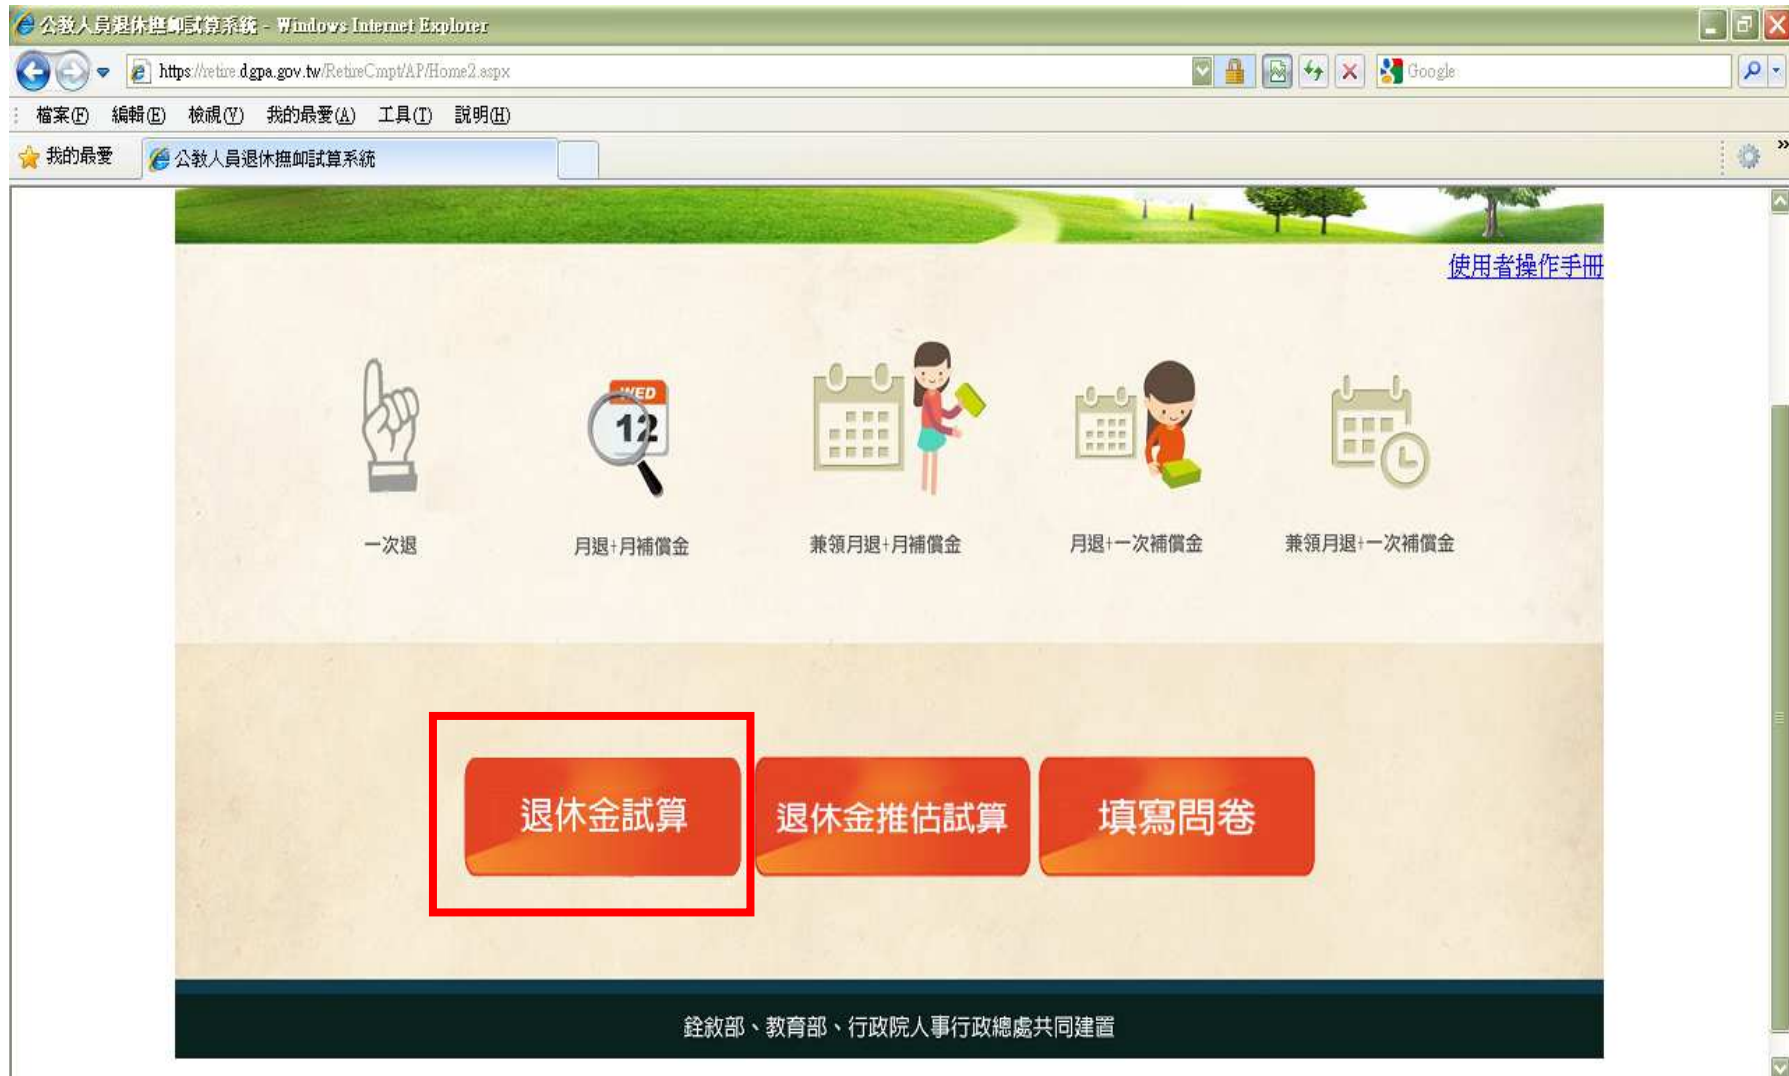 公教人員退休撫卹試算系統 - Windows Internet Explorer
https://retire.dgpa.gov.tw/RetireCmpt/AP/Home2.aspx
Google
檔案(F) 編輯(E) 檢視(V) 我的最愛(A) 工具(T) 說明(H)
我的最愛 公教人員退休撫卹試算系統
使用者操作手冊
WED
12
一次退 月退+月補償金 兼領月退+月補償金 月退+一次補償金 兼領月退+一次補償金
退休金試算 退休金推估試算 填寫問卷
銓敘部、教育部、行政院人事行政總處共同建置